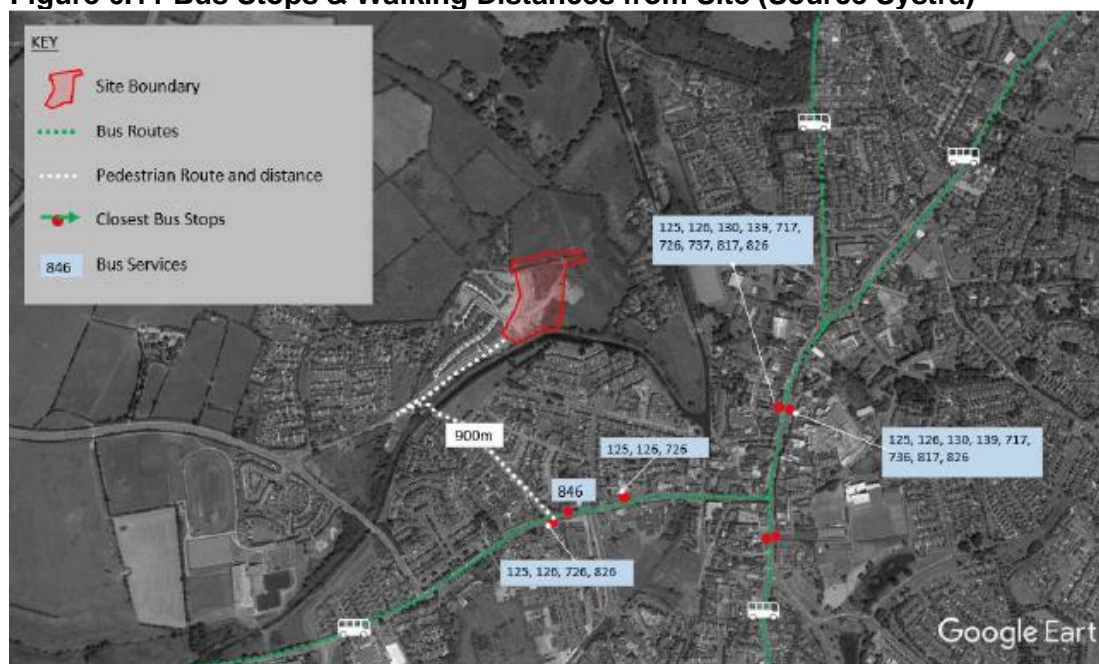 Figure 6.11 Bus Stops & Walking Distances from Site (Source Systra)
KEY
Site Boundary
Bus Routes
Pedestrian Route and distance
Closest Bus Stops
846 Bus Services
125, 126, 130, 139, 717,
726, 737, 817, 826
900m
125, 126, 726
846
125, 126, 130, 139, 717,
736, 817, 826
125, 126, 726, 826
Google Eart